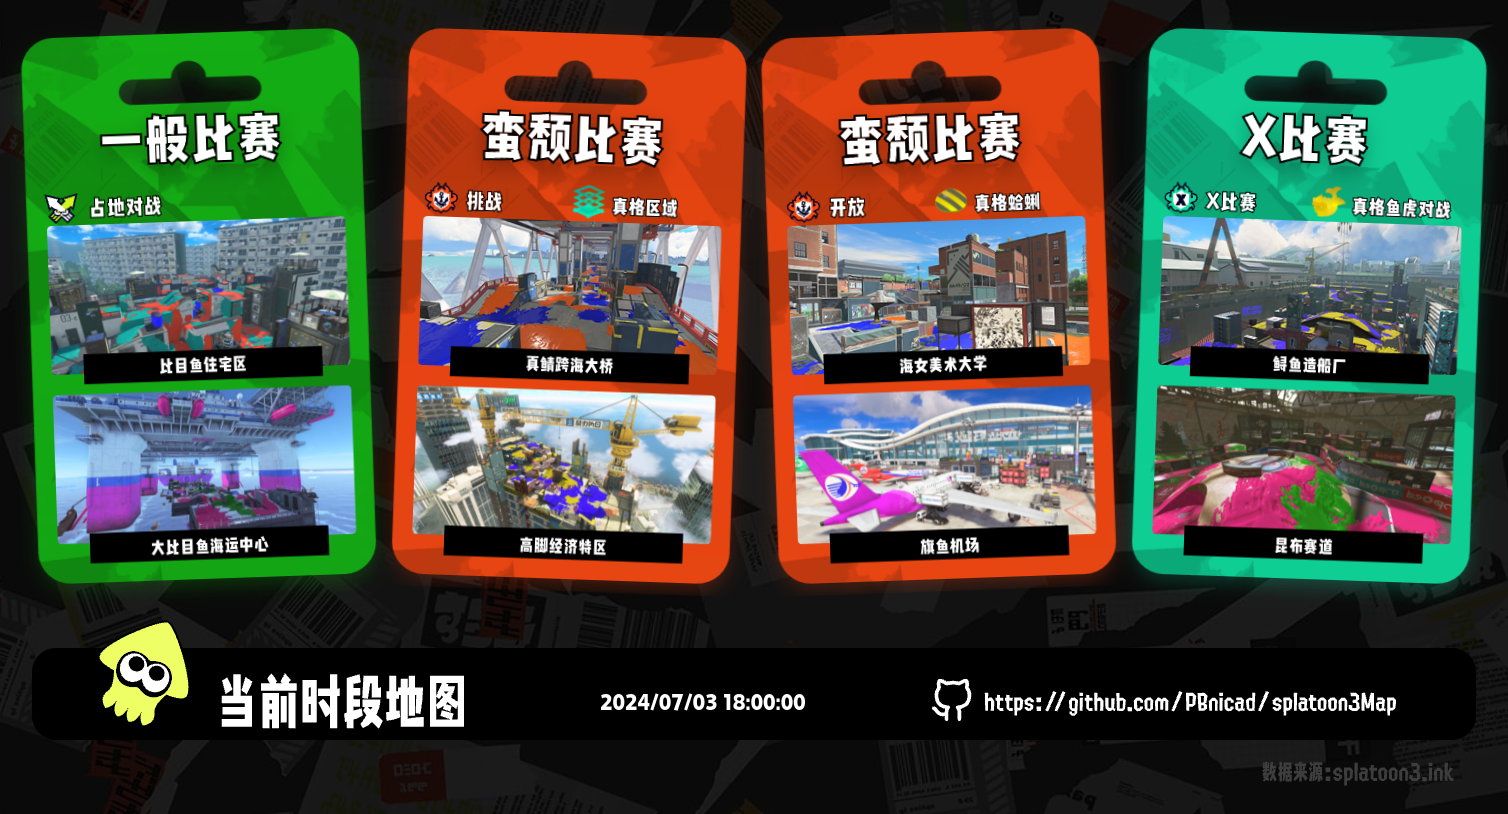 一般比赛
占地对战
比目鱼住宅区
大比目鱼海运中心
蛮颓比赛
挑战
真格区域
真鲭跨海大桥
高脚经济特区
蛮颓比赛
开放
真格蛤蜊
海女美术大学
旗鱼机场
X比赛
X比赛
真格鱼虎对战
鲟鱼造船厂
昆布赛道
当前时段地图
2024/07/03 18:00:00
https://github.com/PBnicad/splatoon3Map
数据来源:splatoon3.ink